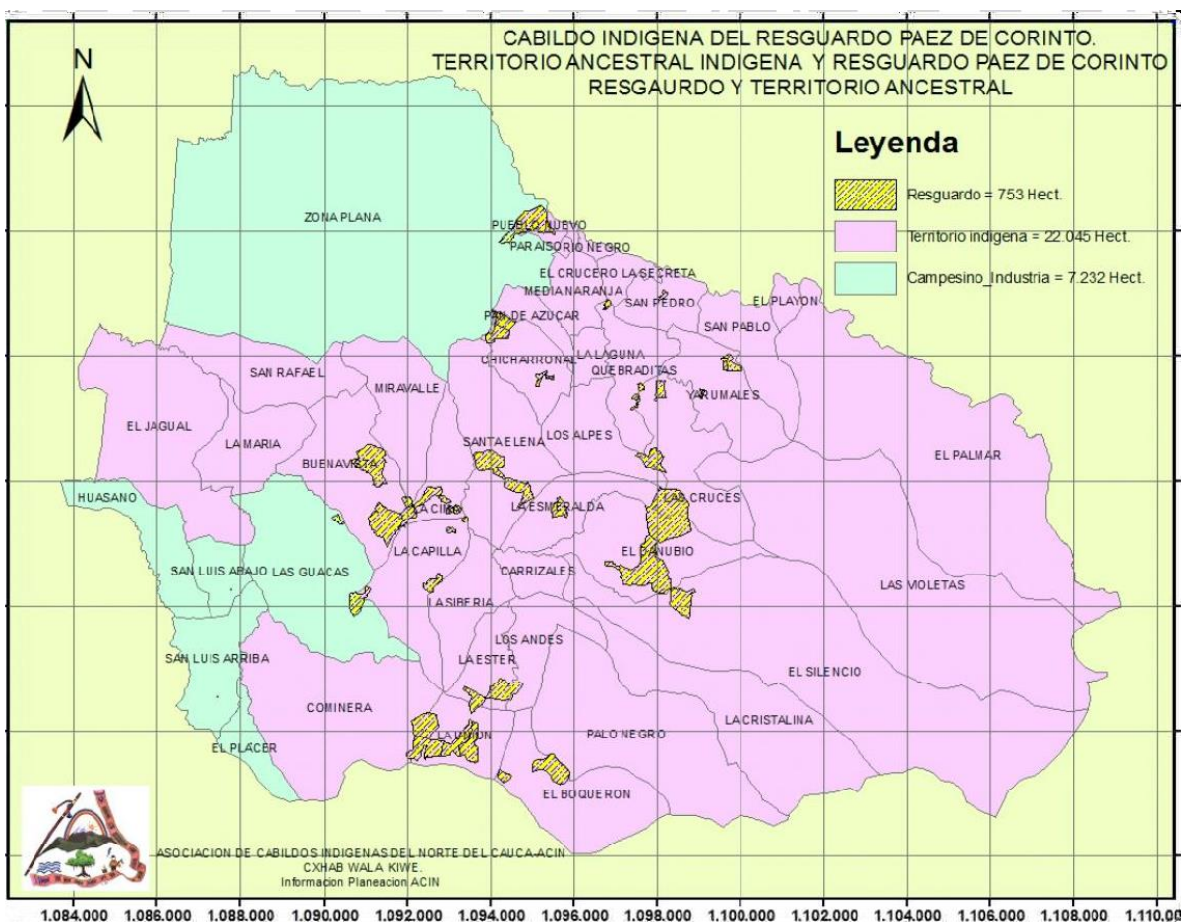 CABILDO INDIGENA DEL RESGUARDO PAEZ DE CORINTO.
TERRITORIO ANCESTRAL INDIGENA Y RESGUARDO PAEZ DE CORINTO
RESGAURDO Y TERRITORIO ANCESTRAL
N
Leyenda
Resguardo = 753 Hect.
Territorio indigena = 22.045 Hect.
Campesino_Industria = 7.232 Hect.
ZONA PLANA
PUEBLO NUEVO
PARAISO RIO NEGRO
EL CRUCERO LA SECRETA
MEDIA NARANJA
SAN PEDRO
EL PLAYON
PAN DE AZUCAR
SAN PABLO
CHICHARRONAL
LA LAGUNA
QUEBRADITAS
SAN RAFAEL
MIRAVALLE
YARUMALES
EL JAGUAL
LA MARIA
SANTA ELENA
LOS ALPES
EL PALMAR
BUENAVISTA
HUASANO
LA CIMA
LA ESMERALDA
LAS CRUCES
LA CAPILLA
EL DANUBIO
SAN LUIS ABAJO
LAS GUACAS
CARRIZALES
LAS VIOLETAS
LA SIBERIA
LOS ANDES
SAN LUIS ARRIBA
LA ESTER
EL SILENCIO
COMINERA
LA CRISTALINA
EL PLACER
LA UNION
PALO NEGRO
EL BOQUERON
ASOCIACION DE CABILDOS INDIGENAS DEL NORTE DEL CAUCA-ACIN
CXHAB WALA KIWE.
Informacion Planeacion ACIN
1.084.000 1.086.000 1.088.000 1.090.000 1.092.000 1.094.000 1.096.000 1.098.000 1.100.000 1.102.000 1.104.000 1.106.000 1.108.000 1.110.00